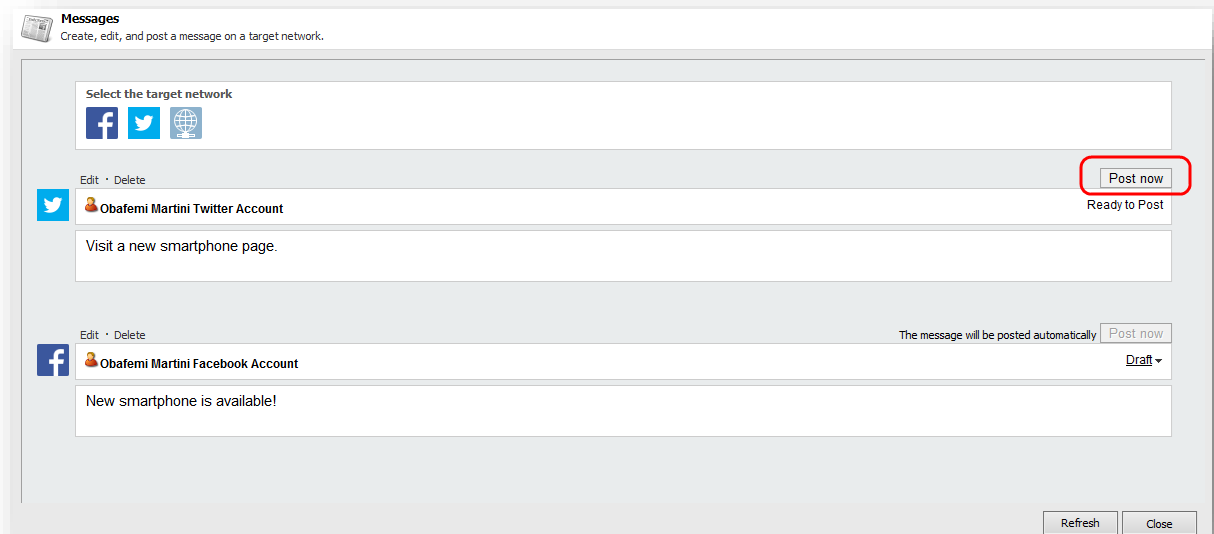 Messages
Create, edit, and post a message on a target network.
Select the target network
Edit · Delete
Post now
Obafemi Martini Twitter Account
Ready to Post
Visit a new smartphone page.
Edit · Delete
The message will be posted automatically
Post now
Obafemi Martini Facebook Account
Draft
New smartphone is available!
Refresh
Close